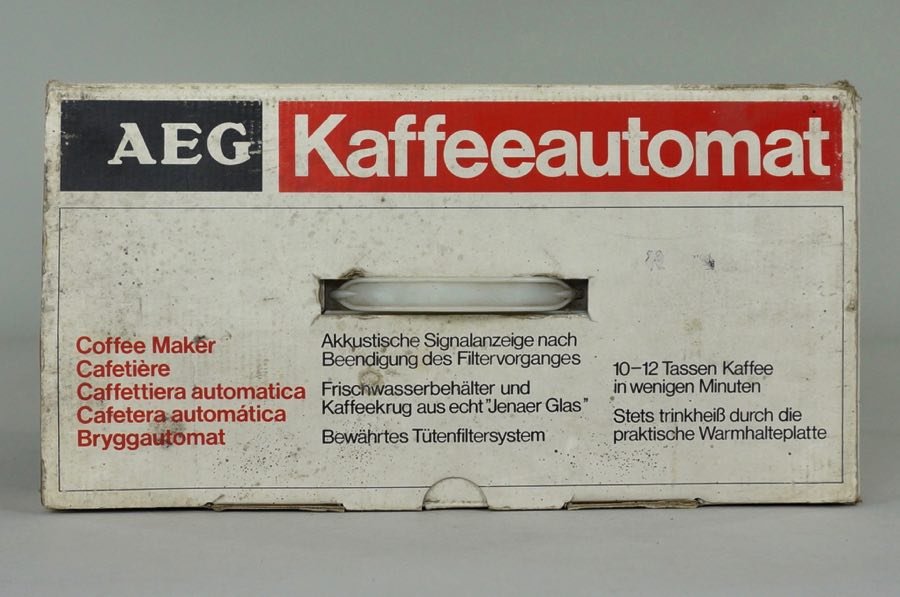 AEG
Kaffeeautomat
Coffee Maker
Cafetière
Caffettiera automatica
Cafetera automática
Bryggautomat
Akkustische Signalanzeige nach
Beendigung des Filtervorganges
Frischwasserbehälter und
Kaffeekrug aus echt "Jenaer Glas"
Bewährtes Tütenfiltersystem
10–12 Tassen Kaffee
in wenigen Minuten
Stets trinkheiß durch die
praktische Warmhalteplatte